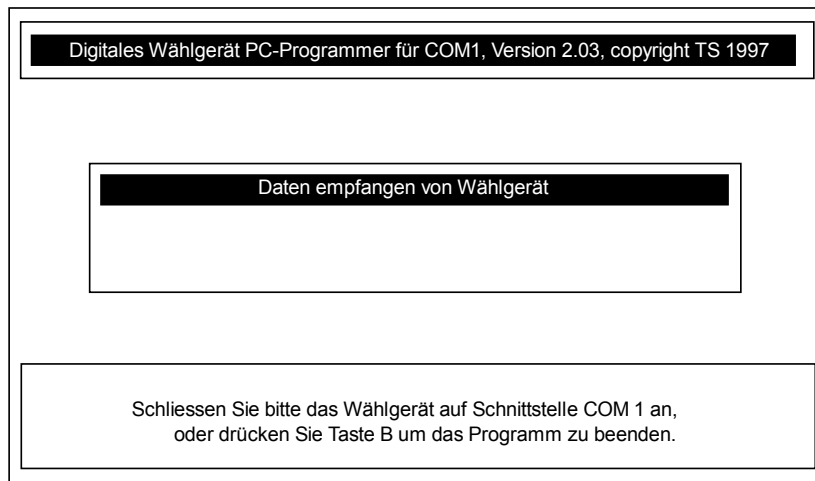 Digitales Wählgerät PC-Programmer für COM1, Version 2.03, copyright TS 1997
Daten empfangen von Wählgerät
Schliessen Sie bitte das Wählgerät auf Schnittstelle COM 1 an,
oder drücken Sie Taste B um das Programm zu beenden.